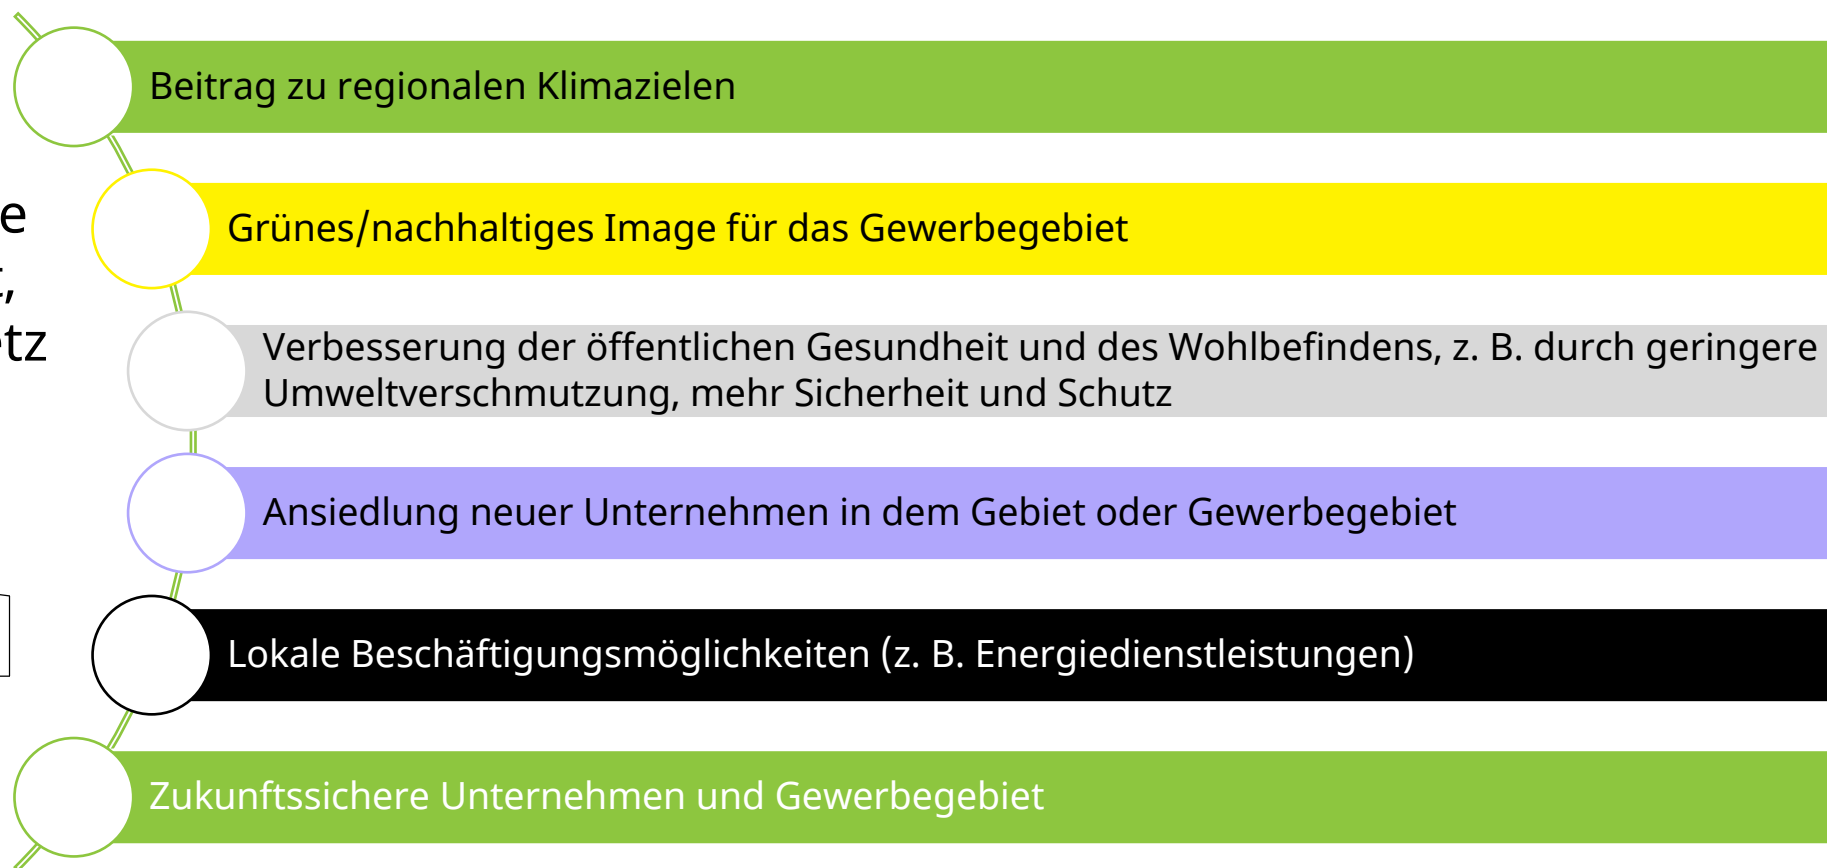 Beitrag zu regionalen Klimazielen
Grünes/nachhaltiges Image für das Gewerbegebiet
Verbesserung der öffentlichen Gesundheit und des Wohlbefindens, z. B. durch geringere
Umweltverschmutzung, mehr Sicherheit und Schutz
Ansiedlung neuer Unternehmen in dem Gebiet oder Gewerbegebiet
Lokale Beschäftigungsmöglichkeiten (z. B. Energiedienstleistungen)
Zukunftssichere Unternehmen und Gewerbegebiet